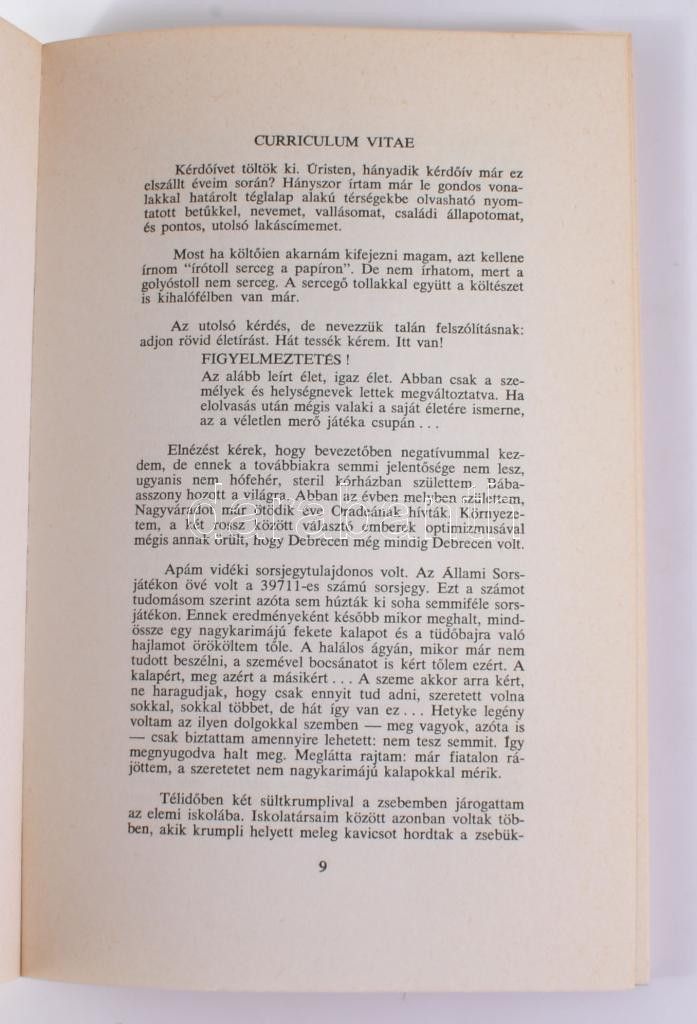 CURRICULUM VITAE
Kérdőívet töltök ki. Úristen, hányadik kérdőív már ez
elszállt éveim során? Hányszor írtam már le gondos vona-
lakkal határolt téglalap alakú térségekbe olvasható nyom-
tatott betűkkel, nevemet, vallásomat, családi állapotomat,
és pontos, utolsó lakáscímemet.
Most ha költőien akarnám kifejezni magam, azt kellene
írnom “írótoll serceg a papíron”. De nem írhatom, mert a
golyóstoll nem serceg. A sercegő tollakkal együtt a költészet
is kihalófélben van már.
Az utolsó kérdés, de nevezzük talán felszólításnak:
adjon rövid életírást. Hát tessék kérem. Itt van!
FIGYELMEZTETÉS !
Az alább leírt élet, igaz élet. Abban csak a sze-
mélyek és helységnevek lettek megváltoztatva. Ha
elolvasás után mégis valaki a saját életére ismerne,
az a véletlen merő játéka csupán . . .
Elnézést kérek, hogy bevezetőben negatívummal kez-
dem, de ennek a továbbiakra semmi jelentősége nem lesz,
ugyanis nem hófehér, steril kórházban születtem. Bába-
asszony hozott a világra. Abban az évben melyben születtem,
Nagyváradot már ötödik éve Oradeának hívták. Környeze-
tem, a két rossz között választó emberek optimizmusával
mégis annak örült, hogy Debrecen még mindig Debrecen volt.
Apám vidéki sorsjegytulajdonos volt. Az Állami Sors-
játékon övé volt a 39711-es számú sorsjegy. Ezt a számot
tudomásom szerint azóta sem húzták ki soha semmiféle sors-
játékon. Ennek eredményeként később mikor meghalt, mind-
össze egy nagykarimájú fekete kalapot és a tüdőbajra való
hajlamot örököltem tőle. A halálos ágyán, mikor már nem
tudott beszélni, a szemével bocsánatot is kért tőlem ezért. A
kalapért, meg azért a másikért . . . A szeme akkor arra kért,
ne haragudjak, hogy csak ennyit tud adni, szeretett volna
sokkal, sokkal többet, de hát így van ez . . . Hetyke legény
voltam az ilyen dolgokkal szemben — meg vagyok, azóta is
— csak biztattam amennyire lehetett: nem tesz semmit. Így
megnyugodva halt meg. Meglátta rajtam: már fiatalon rá-
jöttem, a szeretetet nem nagykarimájú kalapokkal mérik.
Télidőben két sültkrumplival a zsebemben járogattam
az elemi iskolába. Iskolatársaim között azonban voltak töb-
ben, akik krumpli helyett meleg kavicsot hordtak a zsebük-
9
darabanth